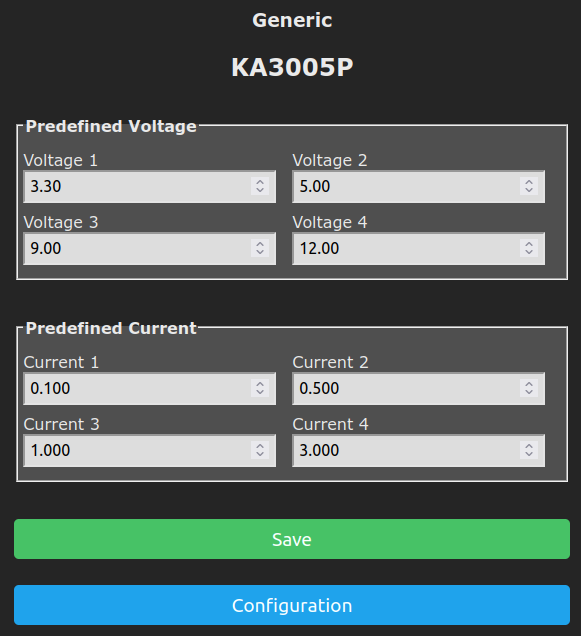 Generic
KA3005P
Predefined Voltage
Voltage 1 Voltage 2
3.30 5.00
Voltage 3 Voltage 4
9.00 12.00
Predefined Current
Current 1 Current 2
0.100 0.500
Current 3 Current 4
1.000 3.000
Save
Configuration